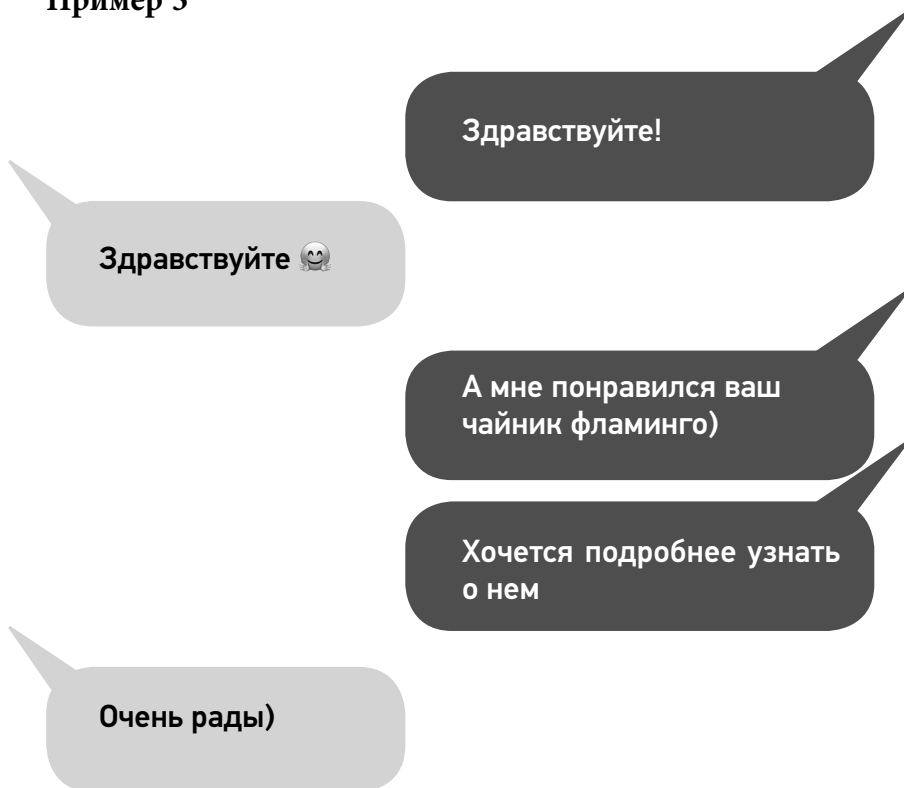 Пример 3
Здравствуйте!
Здравствуйте 🤗
А мне понравился ваш
чайник фламинго)
Хочется подробнее узнать
о нем
Очень рады)